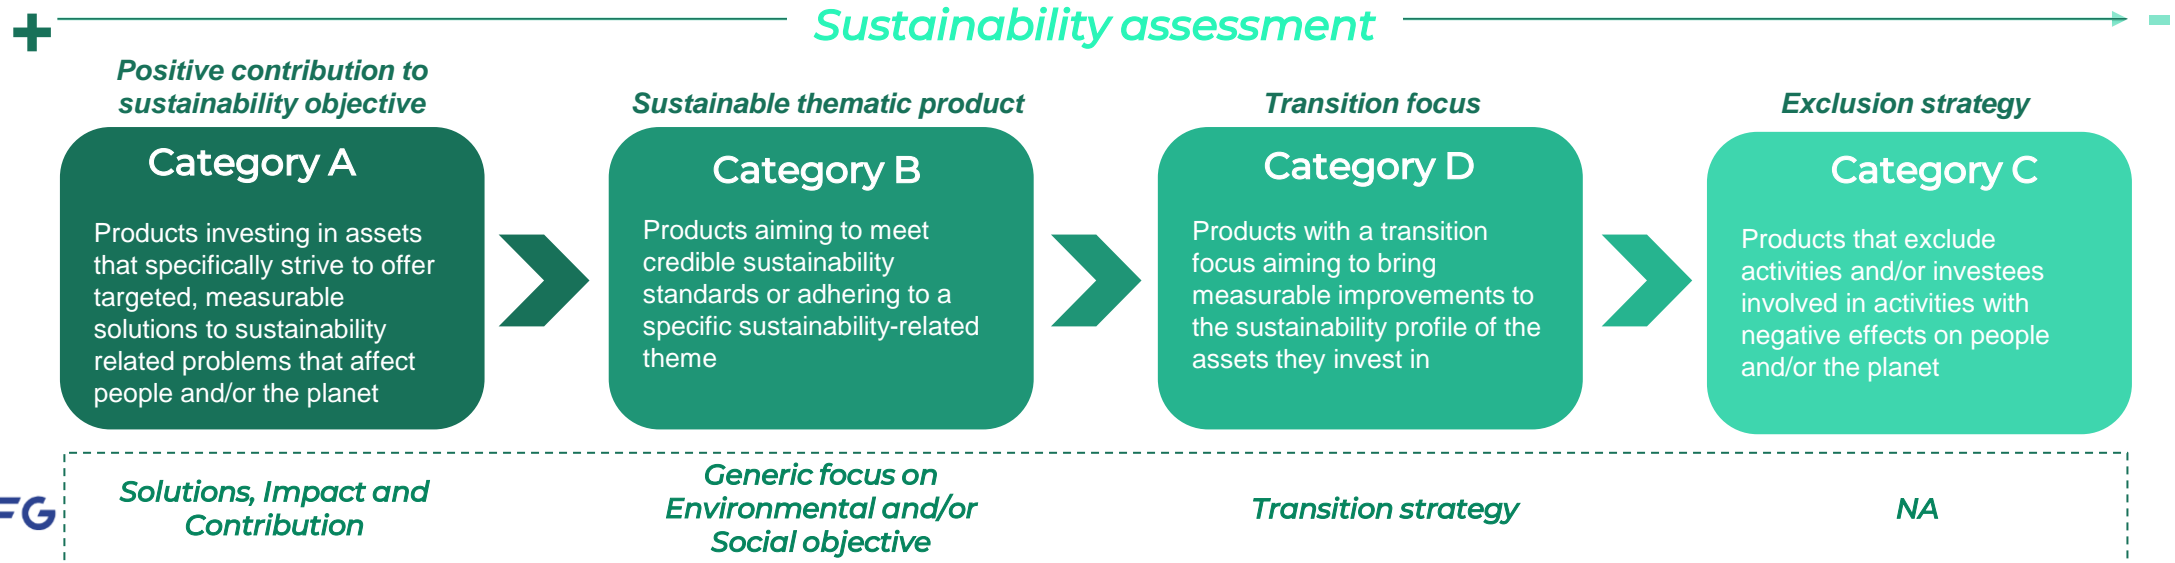 Sustainability assessment
Positive contribution to
sustainability objective
Category A
Products investing in assets
that specifically strive to offer
targeted, measurable
solutions to sustainability
related problems that affect
people and/or the planet
Sustainable thematic product
Category B
Products aiming to meet
credible sustainability
standards or adhering to a
specific sustainability-related
theme
Transition focus
Category D
Products with a transition
focus aiming to bring
measurable improvements to
the sustainability profile of the
assets they invest in
Exclusion strategy
Category C
Products that exclude
activities and/or investees
involved in activities with
negative effects on people
and/or the planet
FG
Solutions, Impact and
Contribution
Generic focus on
Environmental and/or
Social objective
Transition strategy
NA